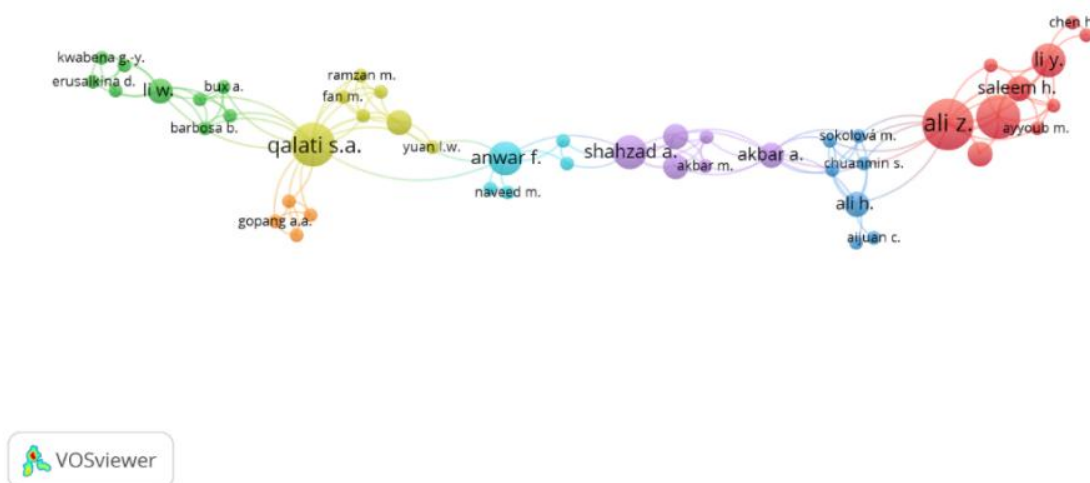 kwabena g.-y.
erusalkina d.
li w.
bux a.
barbosa b.
ramzan m.
fan m.
qalati s.a.
yuan l.w.
gopang a.a.
anwar f.
naveed m.
shahzad a.
akbar m.
akbar a.
sokolová m.
chuanmin s.
ali h.
aijuan c.
ali z.
chen h
li y.
saleem h.
ayyoub m.
VOSviewer